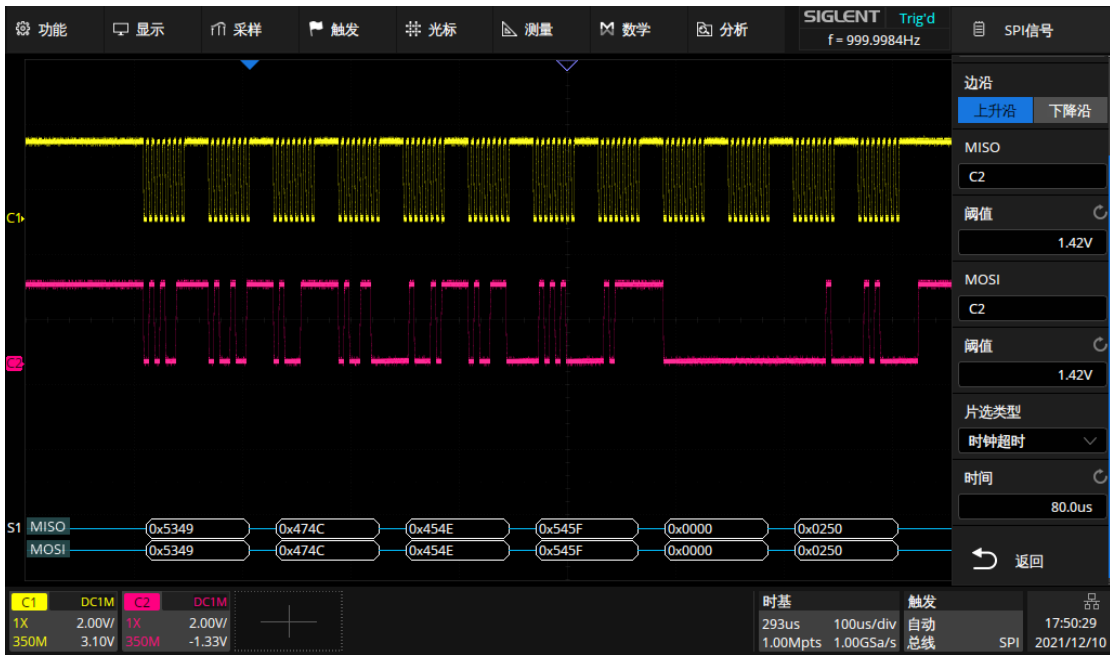 功能 显示 采样 触发 光标 测量 数学 分析 SIGLENT Trig'd SPI信号
f = 999.9984Hz
边沿
上升沿 下降沿
MISO
C2
阈值
1.42V
MOSI
C2
阈值
1.42V
片选类型
时钟超时
时间
80.0us
返回
C1
C2
S1 MISO 0x5349 0x474C 0x454E 0x545F 0x0000 0x0250
MOSI 0x5349 0x474C 0x454E 0x545F 0x0000 0x0250
C1 DC1M C2 DC1M 时基 触发
1X 2.00V/ 1X 2.00V/ 293us 100us/div 自动 17:50:29
350M 3.10V 350M -1.33V 1.00Mpts 1.00GSa/s 总线 SPI 2021/12/10